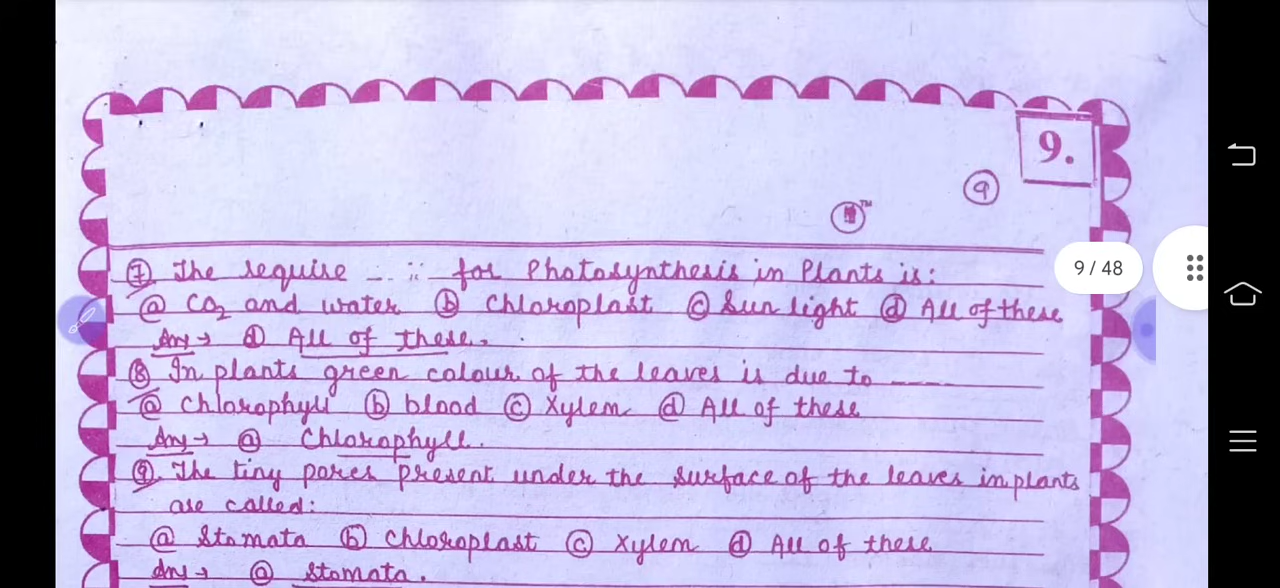 9.
9
TM
9 / 48
7 The require --- for Photosynthesis in Plants is:
a CO2 and water b Chloroplast c Sun light d All of these
Ans → d All of these.
8 In plants green colour of the leaves is due to ----
a Chlorophyll b blood c Xylem d All of these
Ans → a Chlorophyll.
9 The tiny pores present under the surface of the leaves in plants
are called:
a Stomata b Chloroplast c Xylem d All of these
Ans → a Stomata.